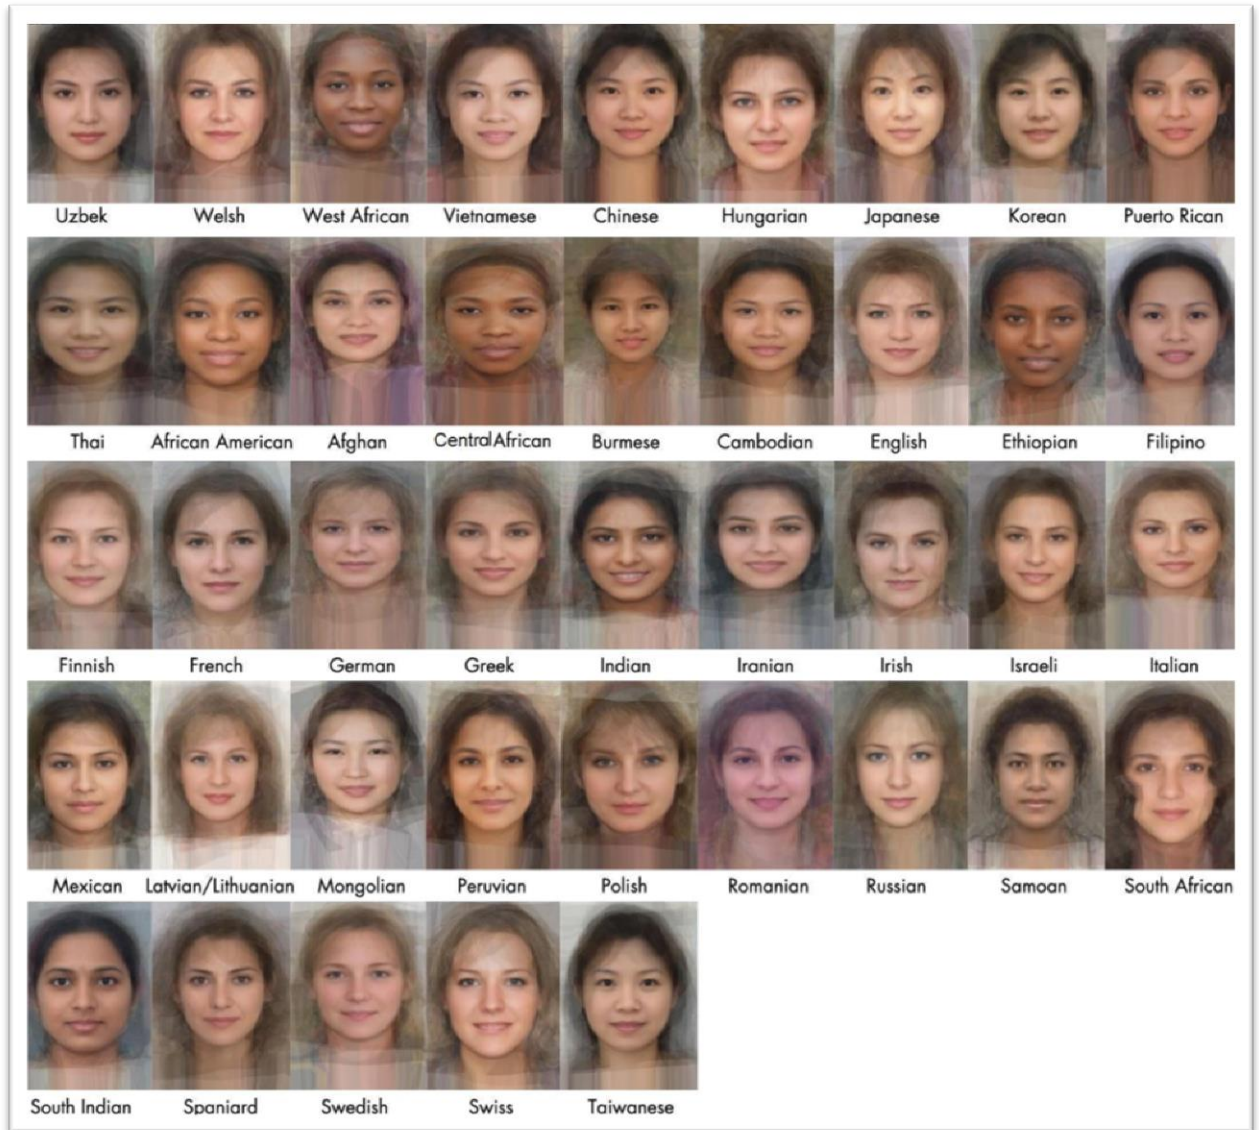 Uzbek Welsh West African Vietnamese Chinese Hungarian Japanese Korean Puerto Rican
Thai African American Afghan CentralAfrican Burmese Cambodian English Ethiopian Filipino
Finnish French German Greek Indian Iranian Irish Israeli Italian
Mexican Latvian/Lithuanian Mongolian Peruvian Polish Romanian Russian Samoan South African
South Indian Spaniard Swedish Swiss Taiwanese